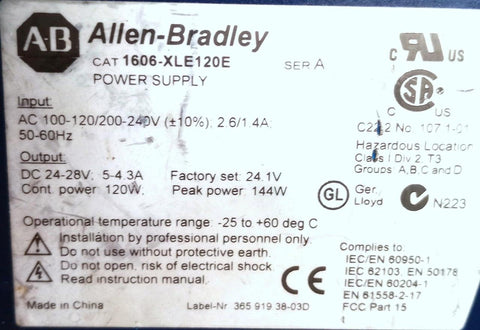 A-B Allen-Bradley
CAT 1606-XLE120E SER A
POWER SUPPLY
c UR US
Input:
AC 100-120/200-240V (±10%); 2.6/1.4A;
50-60Hz
Output:
DC 24-28V; 5-4.3A Factory set: 24.1V
Cont. power 120W, Peak power: 144W
C SA US
C22.2 No. 107.1-01
Hazardous Location
Class I Div 2, T3
Groups A,B,C and D
GL Ger. Lloyd
N N223
Operational temperature range: -25 to +60 deg C
Installation by professional personnel only.
Do not use without protective earth.
Do not open, risk of electrical shock.
Read instruction manual.
CE
Complies to:
IEC/EN 60950-1
IEC 62103, EN 50178
IEC/EN 60204-1
EN 61558-2-17
FCC Part 15
Made in China Label-Nr 365 919 38-03D